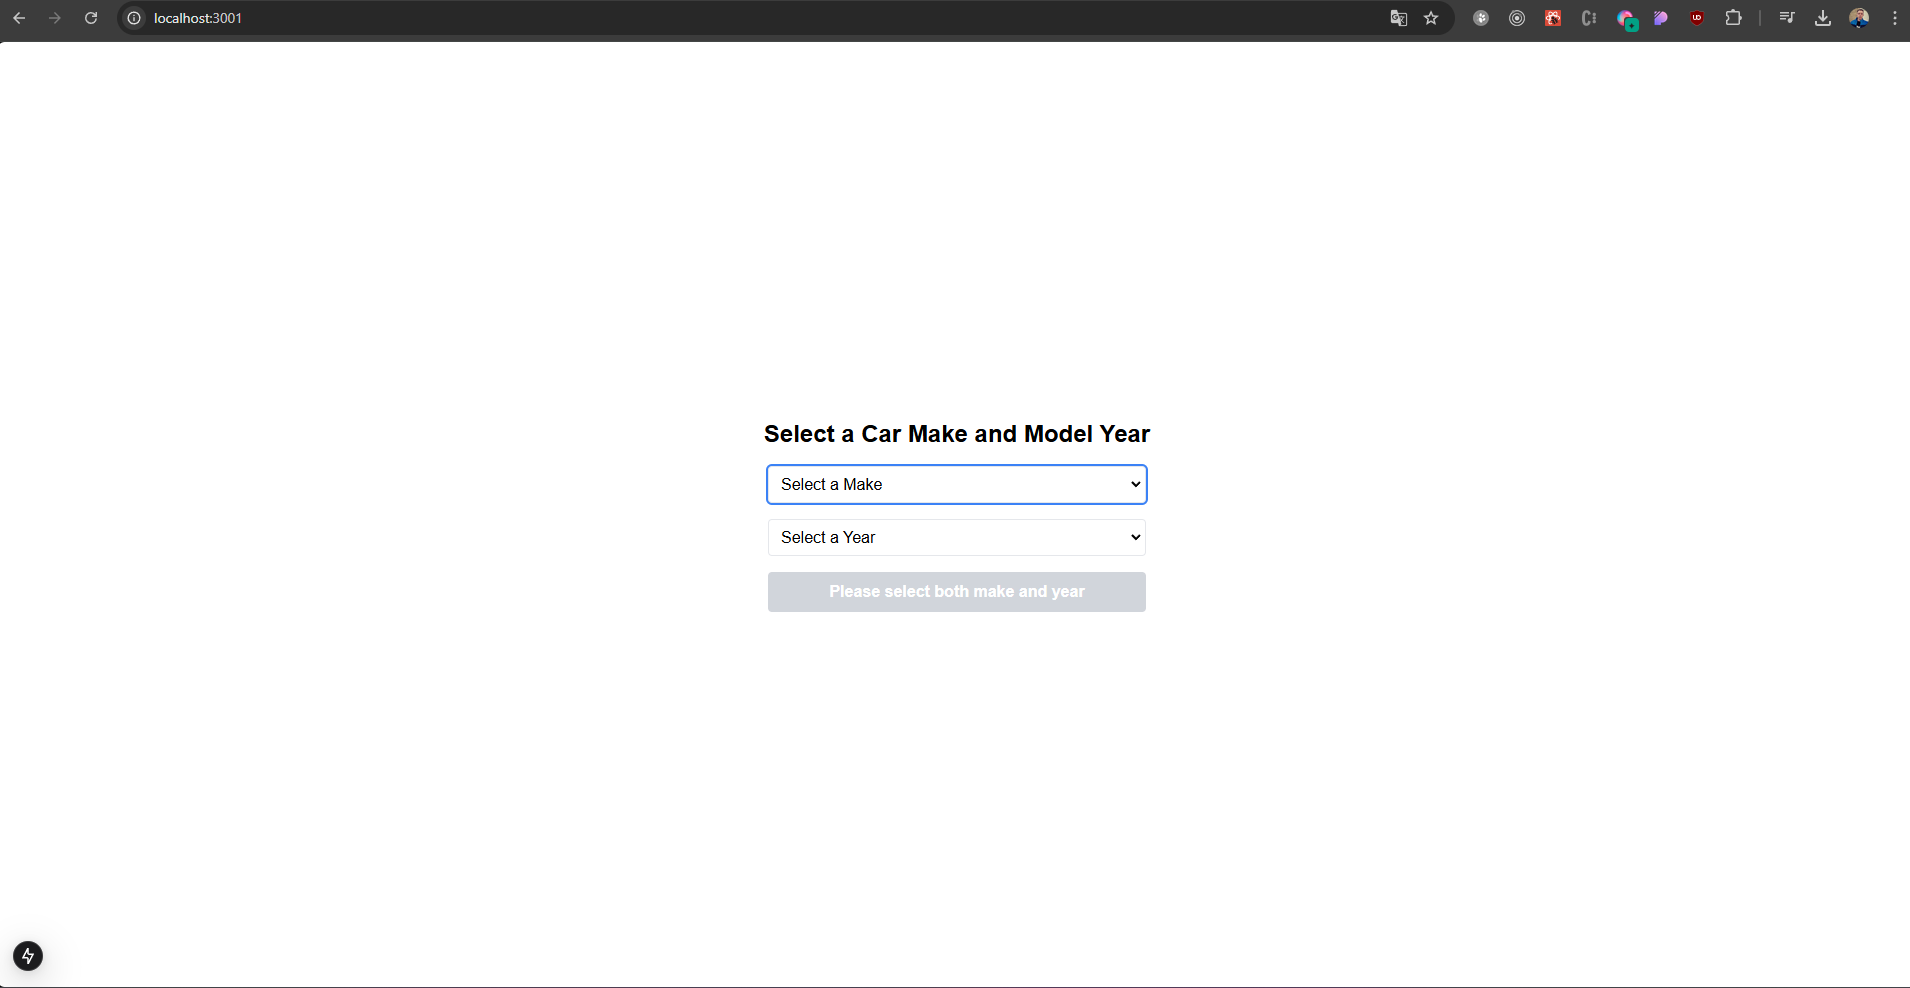 localhost:3001
Select a Car Make and Model Year
Select a Make
Select a Year
Please select both make and year